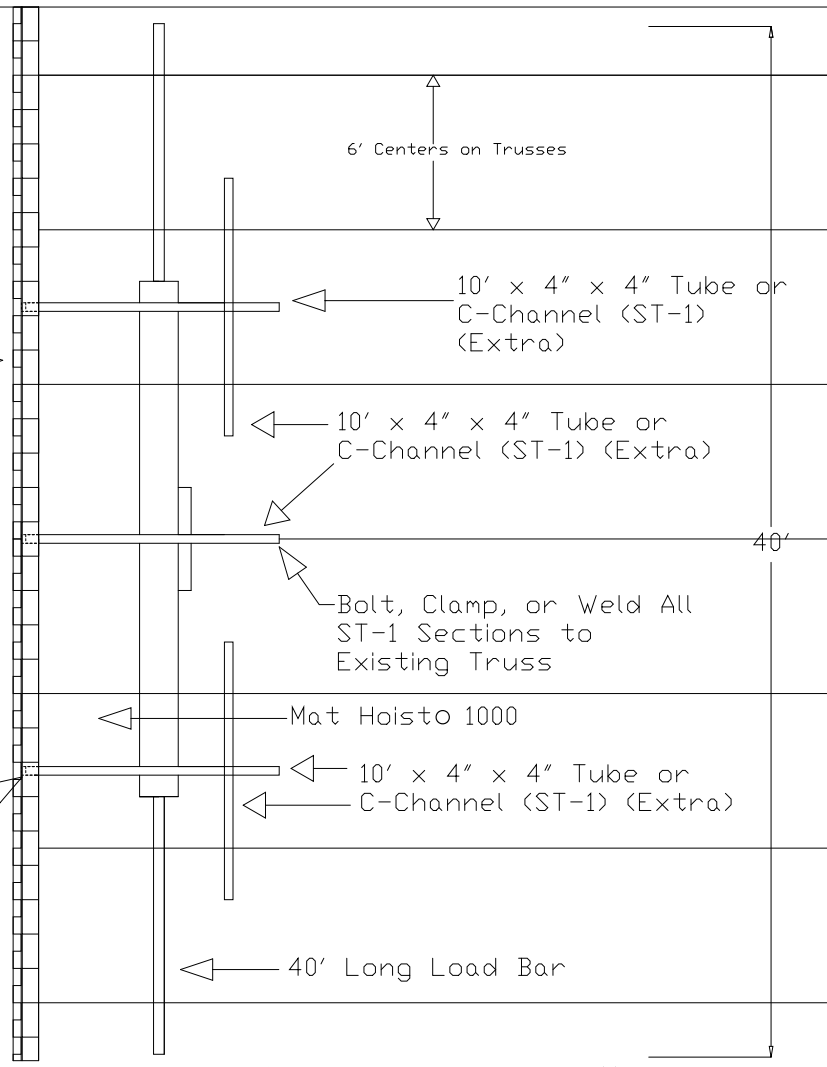 6' Centers on Trusses
10' x 4" x 4" Tube or
C-Channel (ST-1)
(Extra)
10' x 4" x 4" Tube or
C-Channel (ST-1) (Extra)
40'
Bolt, Clamp, or Weld All
ST-1 Sections to
Existing Truss
Mat Hoisto 1000
10' x 4" x 4" Tube or
C-Channel (ST-1) (Extra)
40' Long Load Bar